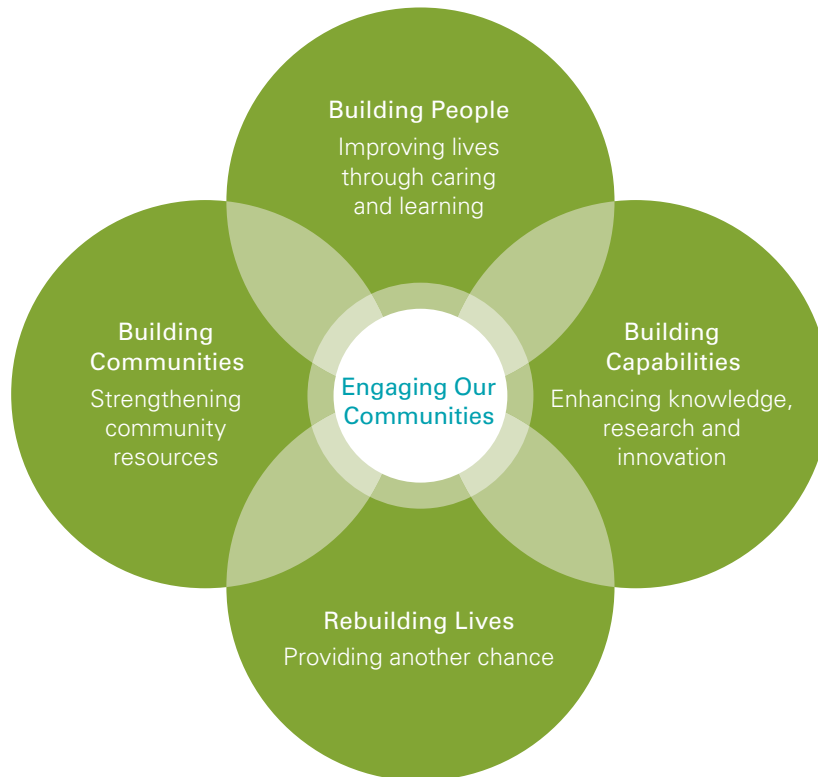 Building People
Improving lives
through caring
and learning
Building
Communities
Strengthening
community
resources
Engaging Our
Communities
Building
Capabilities
Enhancing knowledge,
research and
innovation
Rebuilding Lives
Providing another chance